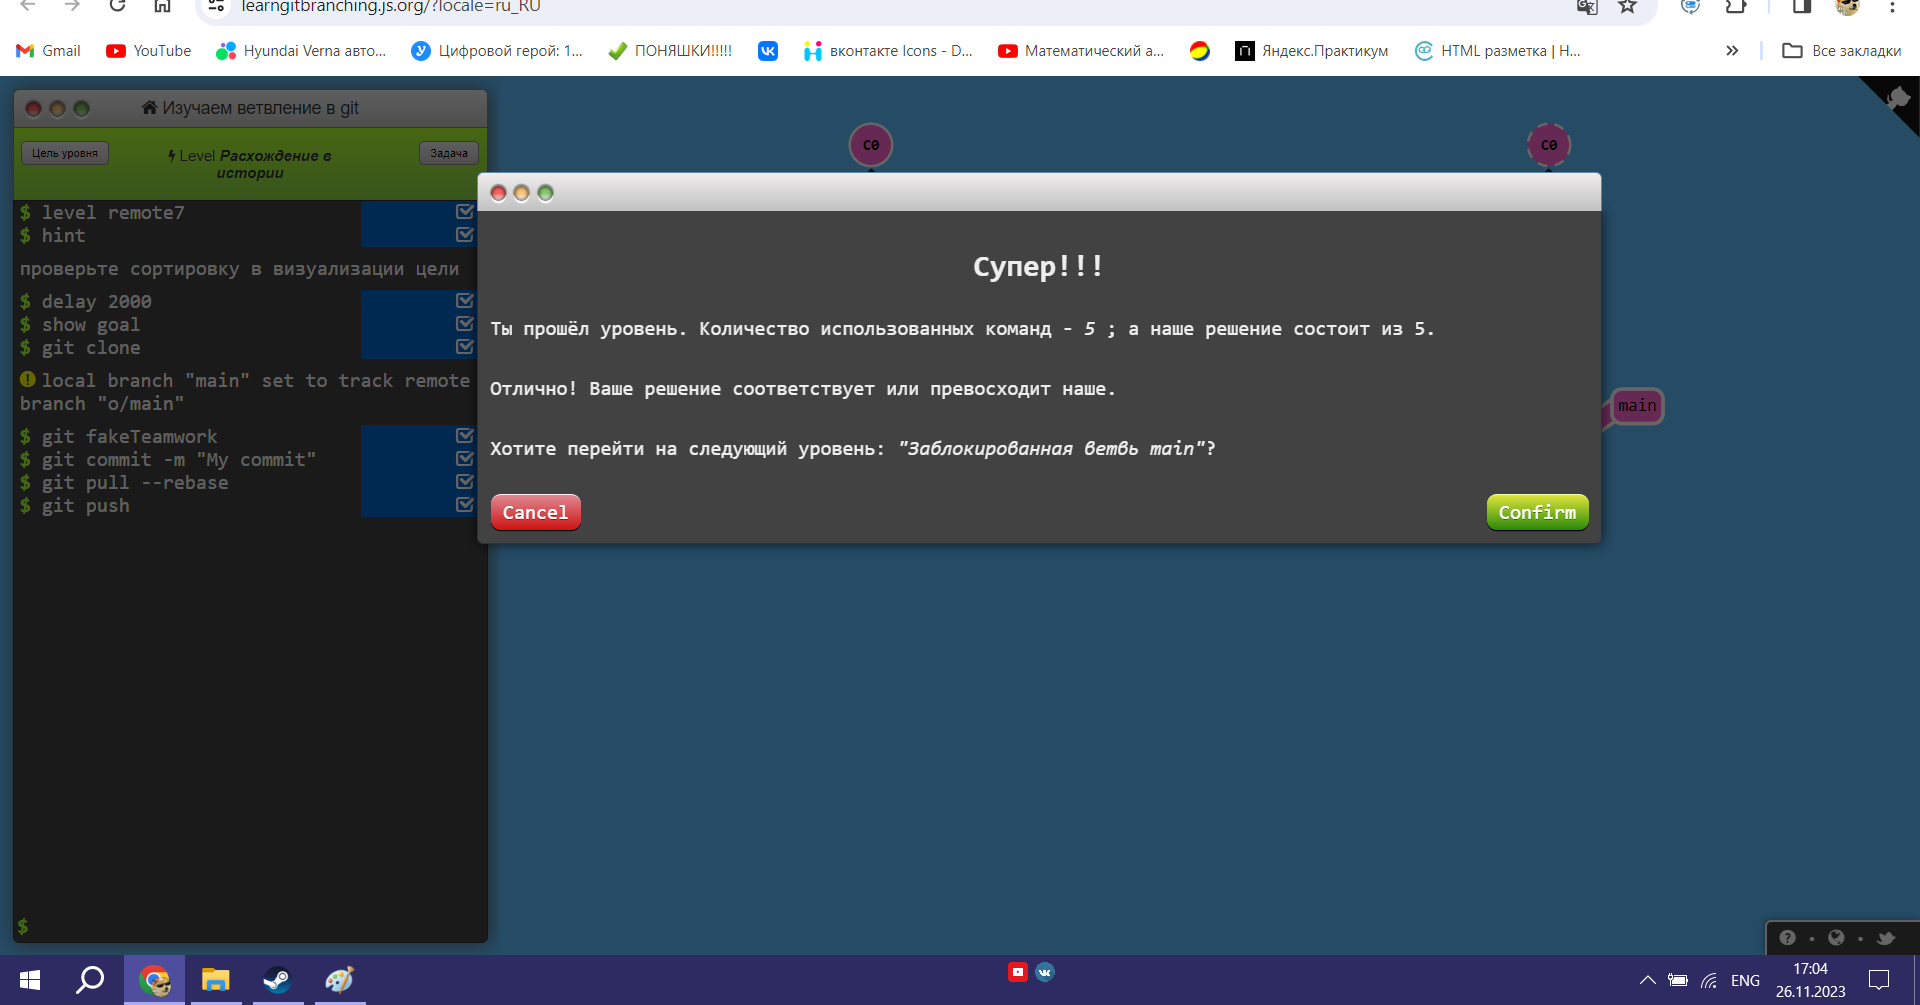 learngitbranching.js.org/?locale=ru_RU
Gmail
YouTube
Hyundai Verna авто...
Цифровой герой: 1...
ПОНЯШКИ!!!!!
вконтакте Icons - D...
Математический а...
Яндекс.Практикум
HTML разметка | H...
»
Все закладки
Изучаем ветвление в git
Цель уровня
Level Расхождение в
истории
Задача
$ level remote7
$ hint
проверьте сортировку в визуализации цели
$ delay 2000
$ show goal
$ git clone
local branch "main" set to track remote
branch "o/main"
$ git fakeTeamwork
$ git commit -m "My commit"
$ git pull --rebase
$ git push
$
C0
C0
main
Супер!!!
Ты прошёл уровень. Количество использованных команд - 5 ; а наше решение состоит из 5.
Отлично! Ваше решение соответствует или превосходит наше.
Хотите перейти на следующий уровень: "Заблокированная ветвь main"?
Cancel
Confirm
ENG
17:04
26.11.2023